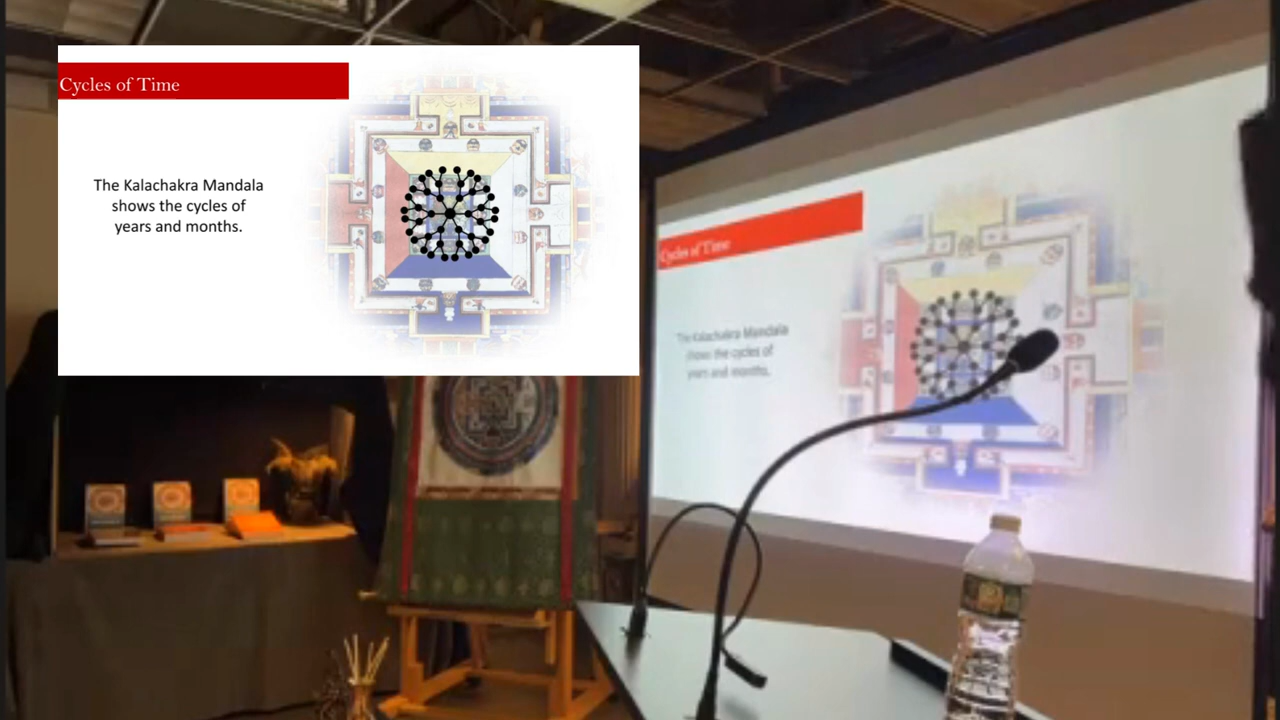 Cycles of Time
The Kalachakra Mandala
shows the cycles of
years and months.
Cycles of Time
The Kalachakra Mandala
shows the cycles of
years and months.